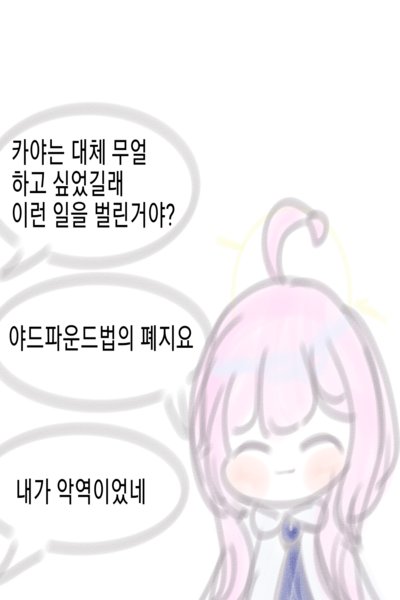 카야는 대체 무얼
하고 싶었길래
이런 일을 벌린거야?
야드파운드법의 폐지요
내가 악역이었네